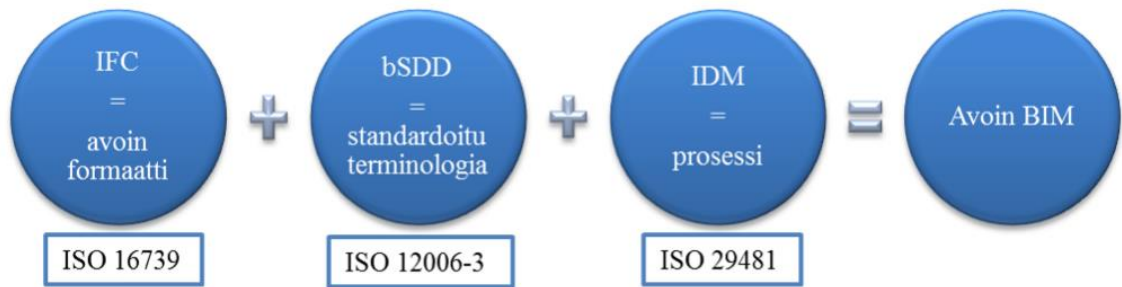 IFC
=
avoin
formaatti
+
bSDD
=
standardoitu
terminologia
+
IDM
=
prosessi
=
Avoin BIM
ISO 16739
ISO 12006-3
ISO 29481